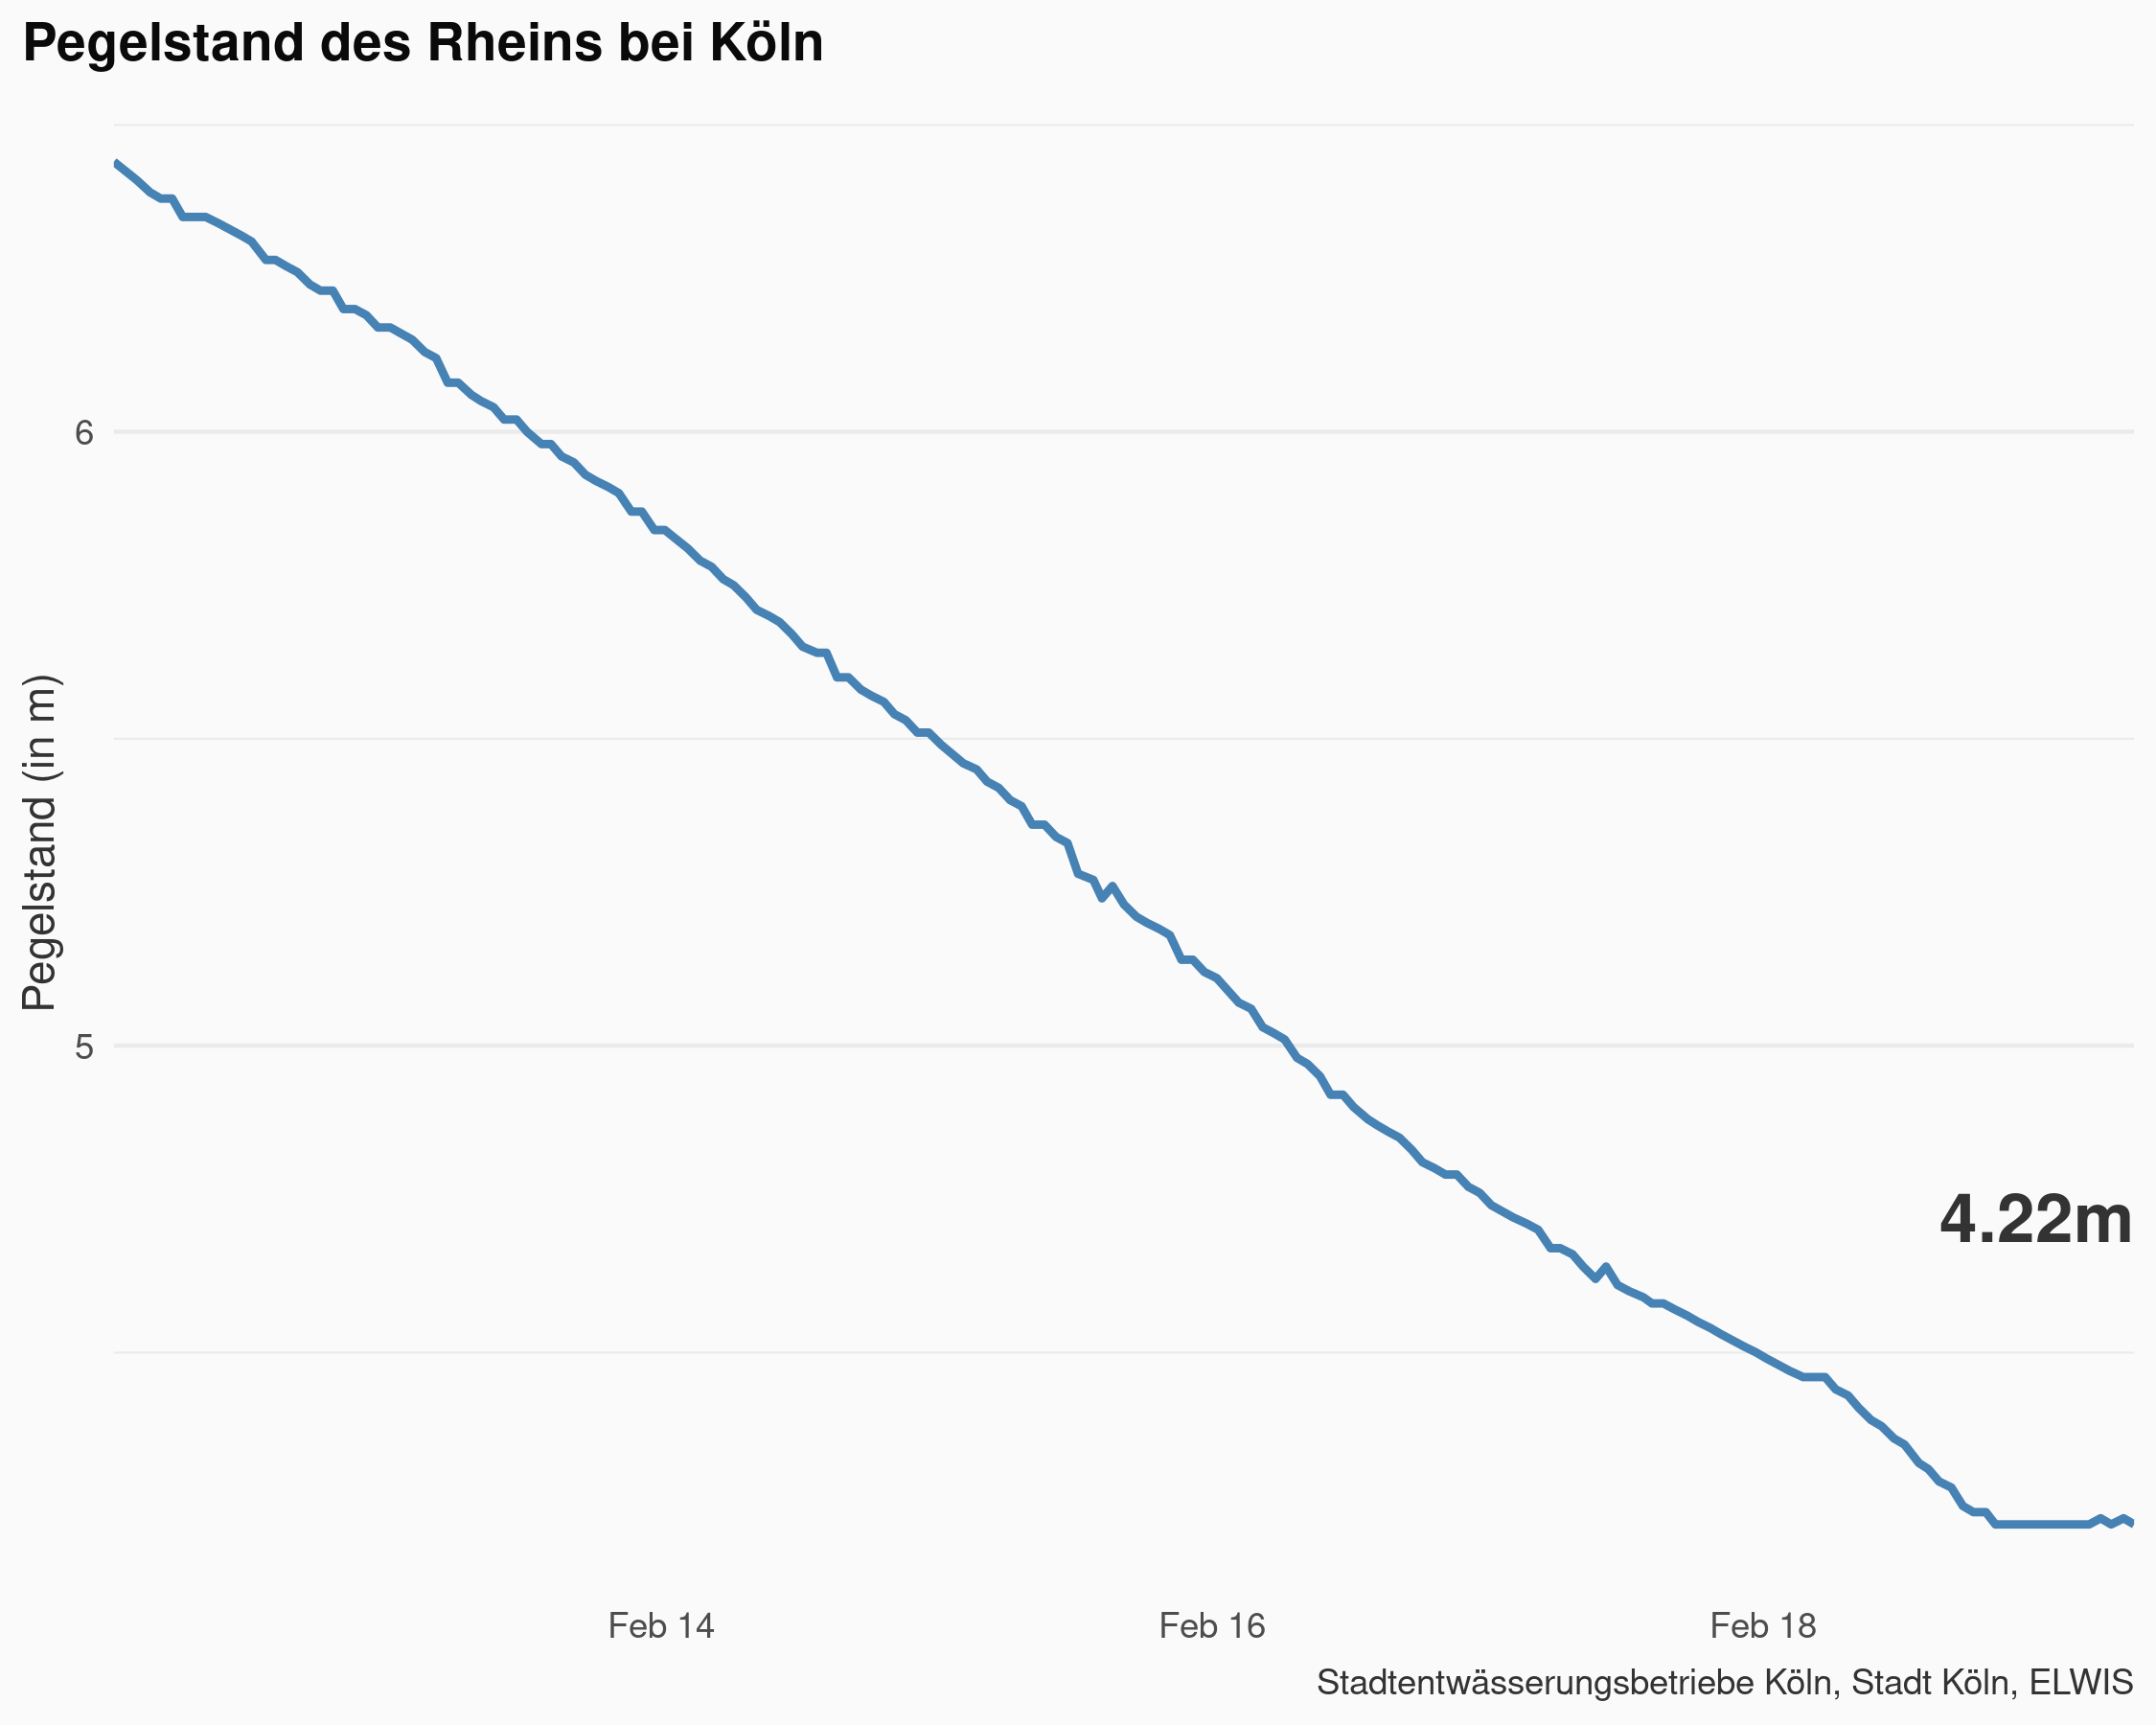 Pegelstand des Rheins bei Köln
Pegelstand (in m)
6
5
4.22m
Feb 14
Feb 16
Feb 18
Stadtentwässerungsbetriebe Köln, Stadt Köln, ELWIS